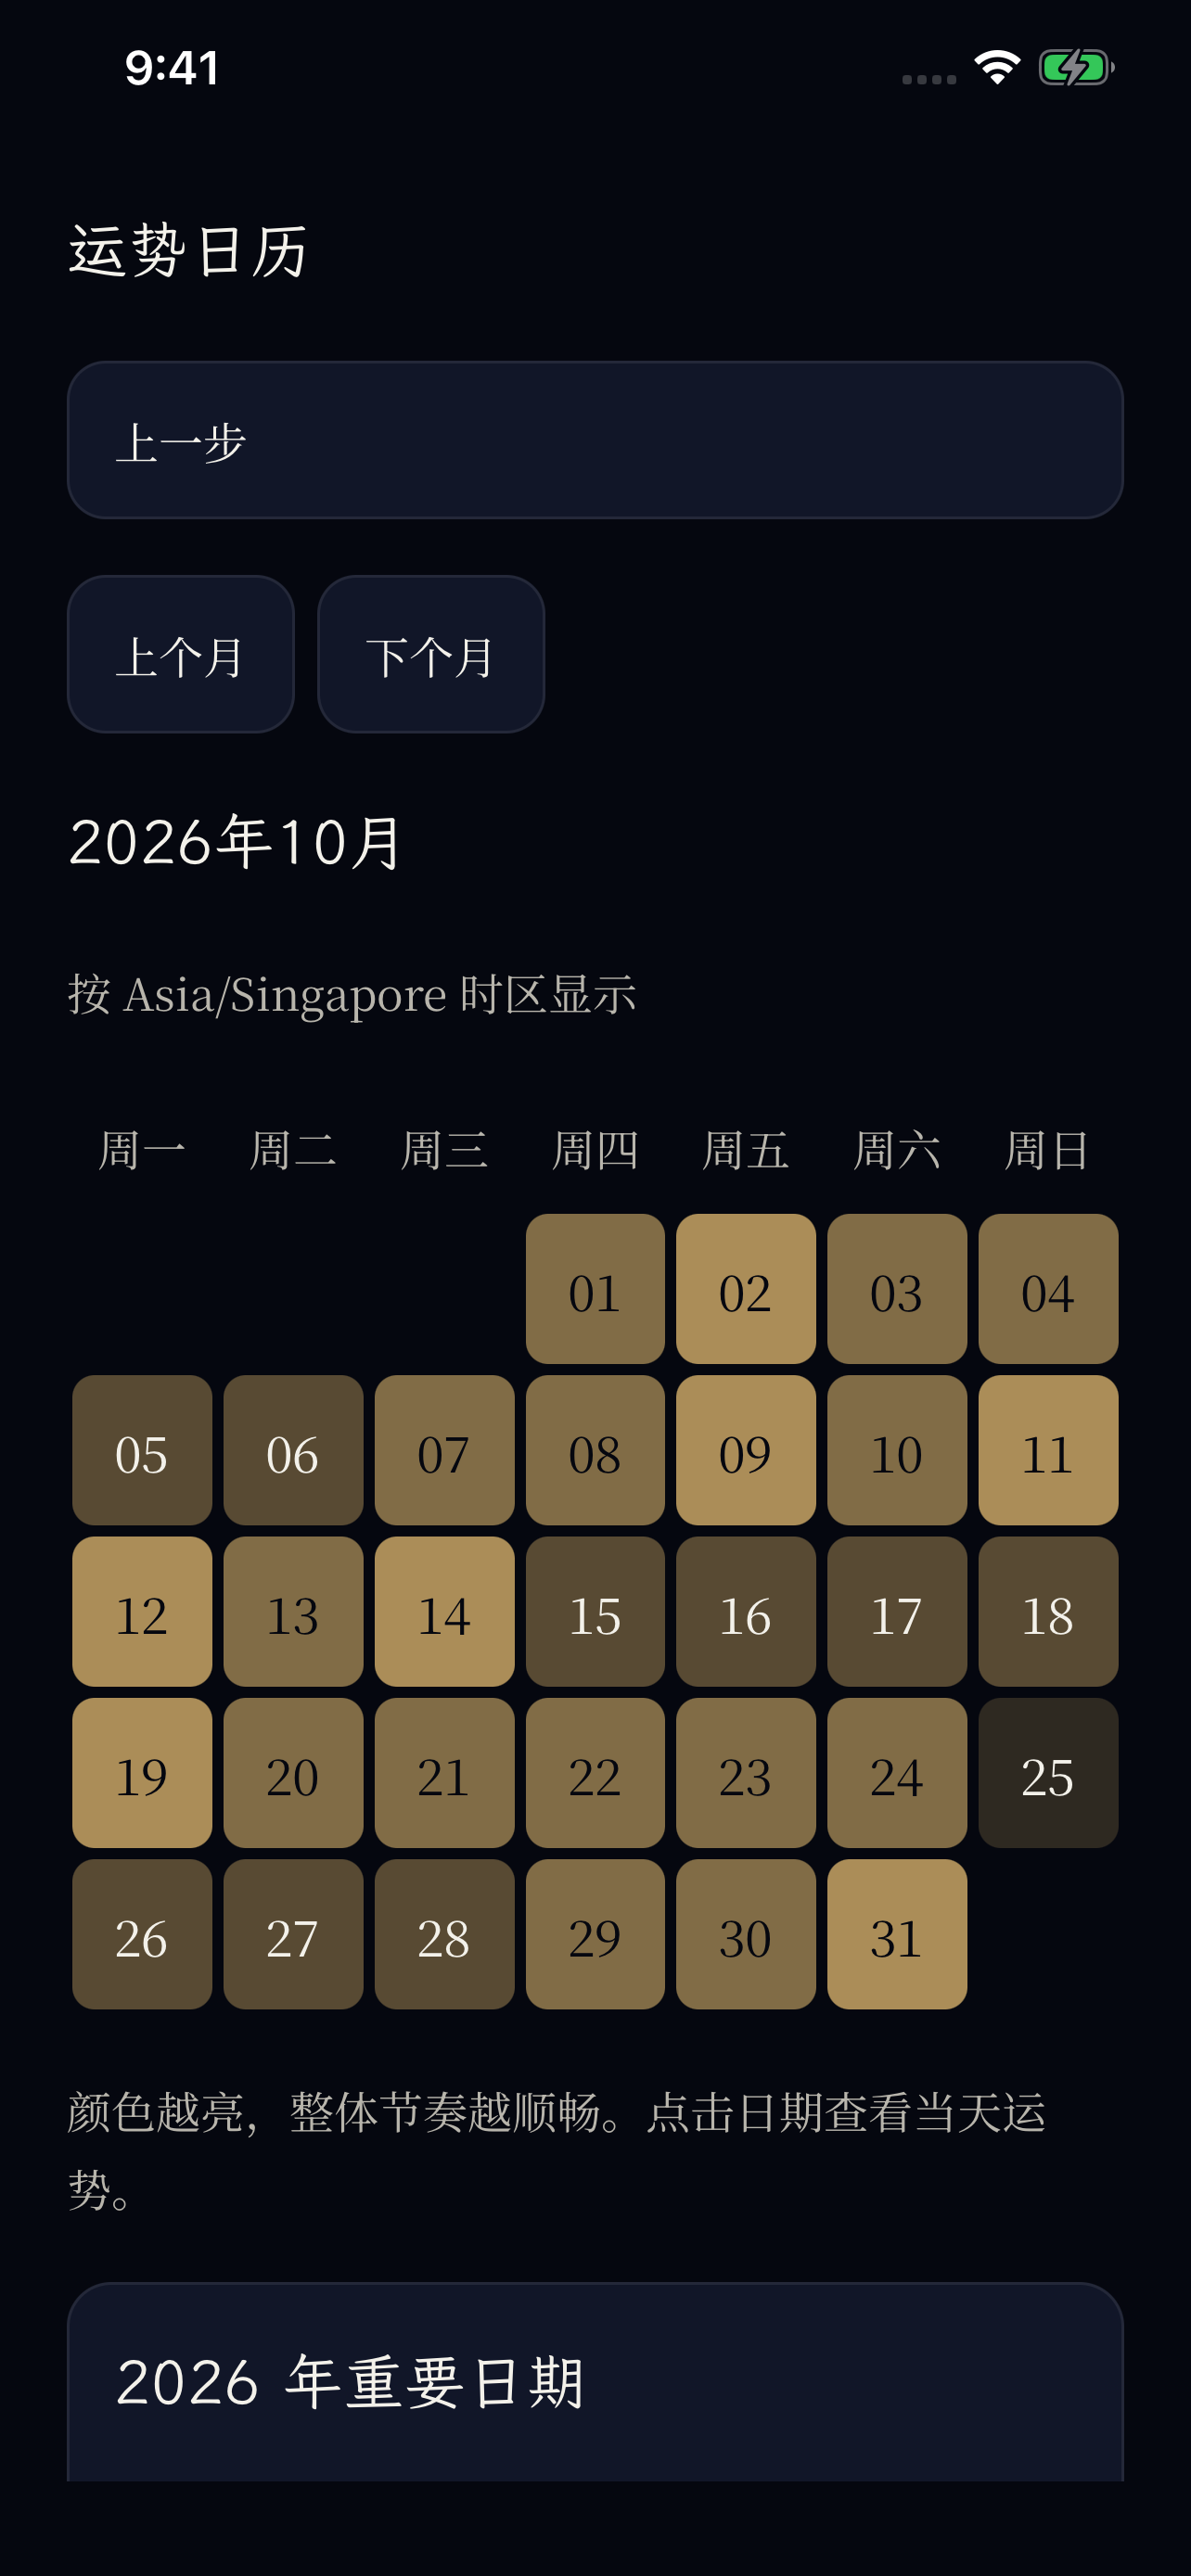 9:41
运势日历
上一步
上个月 下个月
2026年10月
按 Asia/Singapore 时区显示
周一 周二 周三 周四 周五 周六 周日
01 02 03 04
05 06 07 08 09 10 11
12 13 14 15 16 17 18
19 20 21 22 23 24 25
26 27 28 29 30 31
颜色越亮，整体节奏越顺畅。点击日期查看当天运
势。
2026 年重要日期